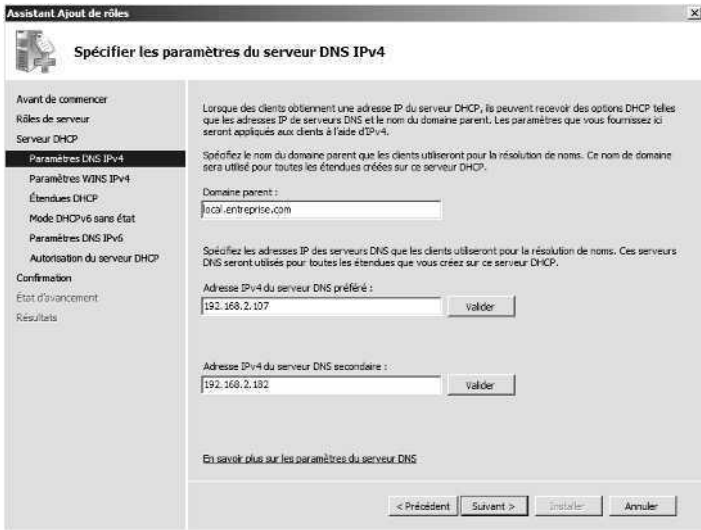 Assistant Ajout de rôles
Spécifier les paramètres du serveur DNS IPv4
Avant de commencer
Rôles de serveur
Serveur DHCP
Paramètres DNS IPv4
Paramètres WINS IPv4
Étendues DHCP
Mode DHCPv6 sans état
Paramètres DNS IPv6
Autorisation du serveur DHCP
Confirmation
État d'avancement
Résultats
Lorsque des clients obtiennent une adresse IP du serveur DHCP, ils peuvent recevoir des options DHCP telles
que les adresses IP de serveurs DNS et le nom du domaine parent. Les paramètres que vous fournissez ici
seront appliqués aux clients à l'aide d'IPv4.
Spécifiez le nom du domaine parent que les clients utiliseront pour la résolution de noms. Ce nom de domaine
sera utilisé pour toutes les étendues créées sur ce serveur DHCP.
Domaine parent :
local.entreprise.com
Spécifiez les adresses IP des serveurs DNS que les clients utiliseront pour la résolution de noms. Ces serveurs
DNS seront utilisés pour toutes les étendues que vous créez sur ce serveur DHCP.
Adresse IPv4 du serveur DNS préféré :
192.168.2.107
Valider
Adresse IPv4 du serveur DNS secondaire :
192.168.2.182
Valider
En savoir plus sur les paramètres du serveur DNS
< Précédent
Suivant >
Installer
Annuler